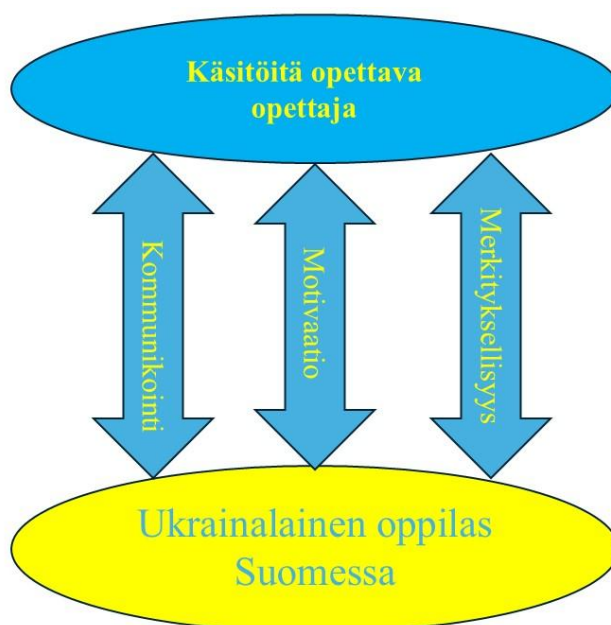 Käsitöitä opettava
opettaja
Kommunikointi
Motivaatio
Merkityksellisyys
Ukrainalainen oppilas
Suomessa